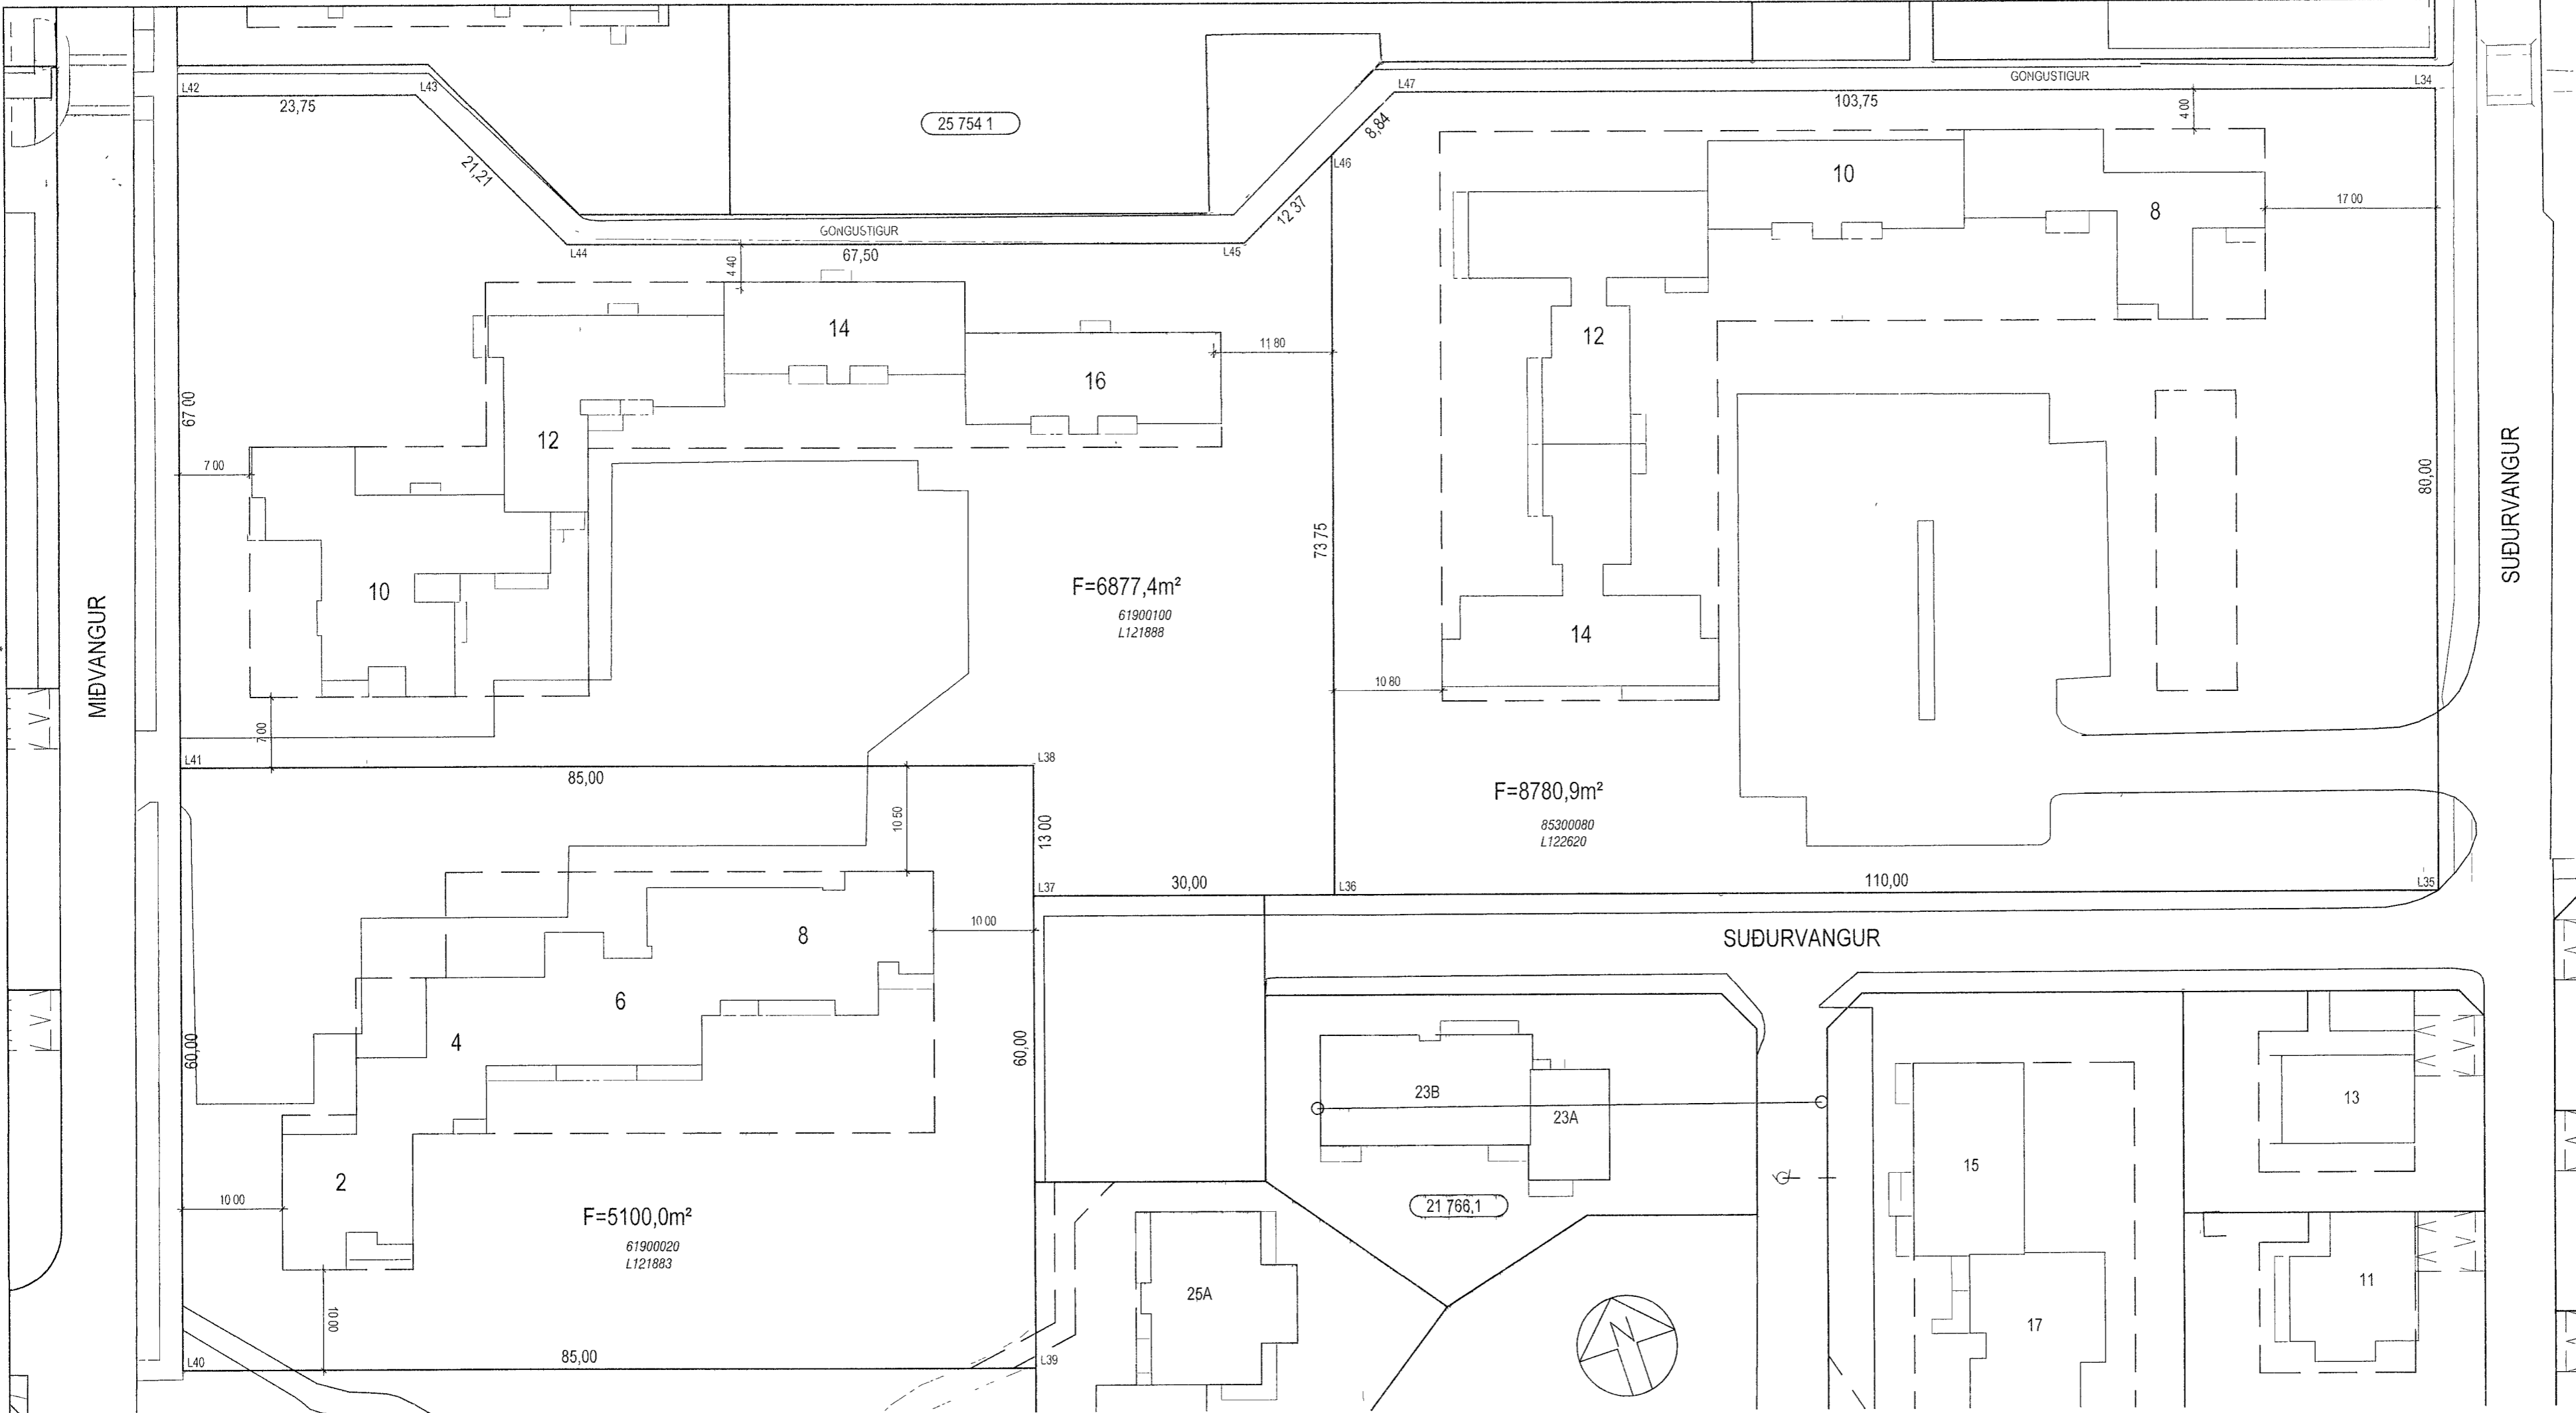 GÖNGUSTIGUR
L34
L42
L43
L47
23,75
103,75
4 00
25 754 1
8,84
21,21
L46
10
17 00
8
12 37
GONGUSTIGUR
L44
L45
67,50
4 40
14
12
11 80
16
67 00
12
7 00
80,00
SUÐURVANGUR
73 75
F=6877,4m²
61900100
L121888
10
MIÐVANGUR
14
10 80
7 00
L41
L38
85,00
F=8780,9m²
85300080
L122620
10 50
13 00
L37
30,00
L36
110,00
L35
10 00
8
SUÐURVANGUR
6
4
60,00
60,00
23B
23A
13
15
2
10 00
21 766,1
F=5100,0m²
61900020
L121883
25A
11
10 00
N
17
L40
85,00
L39